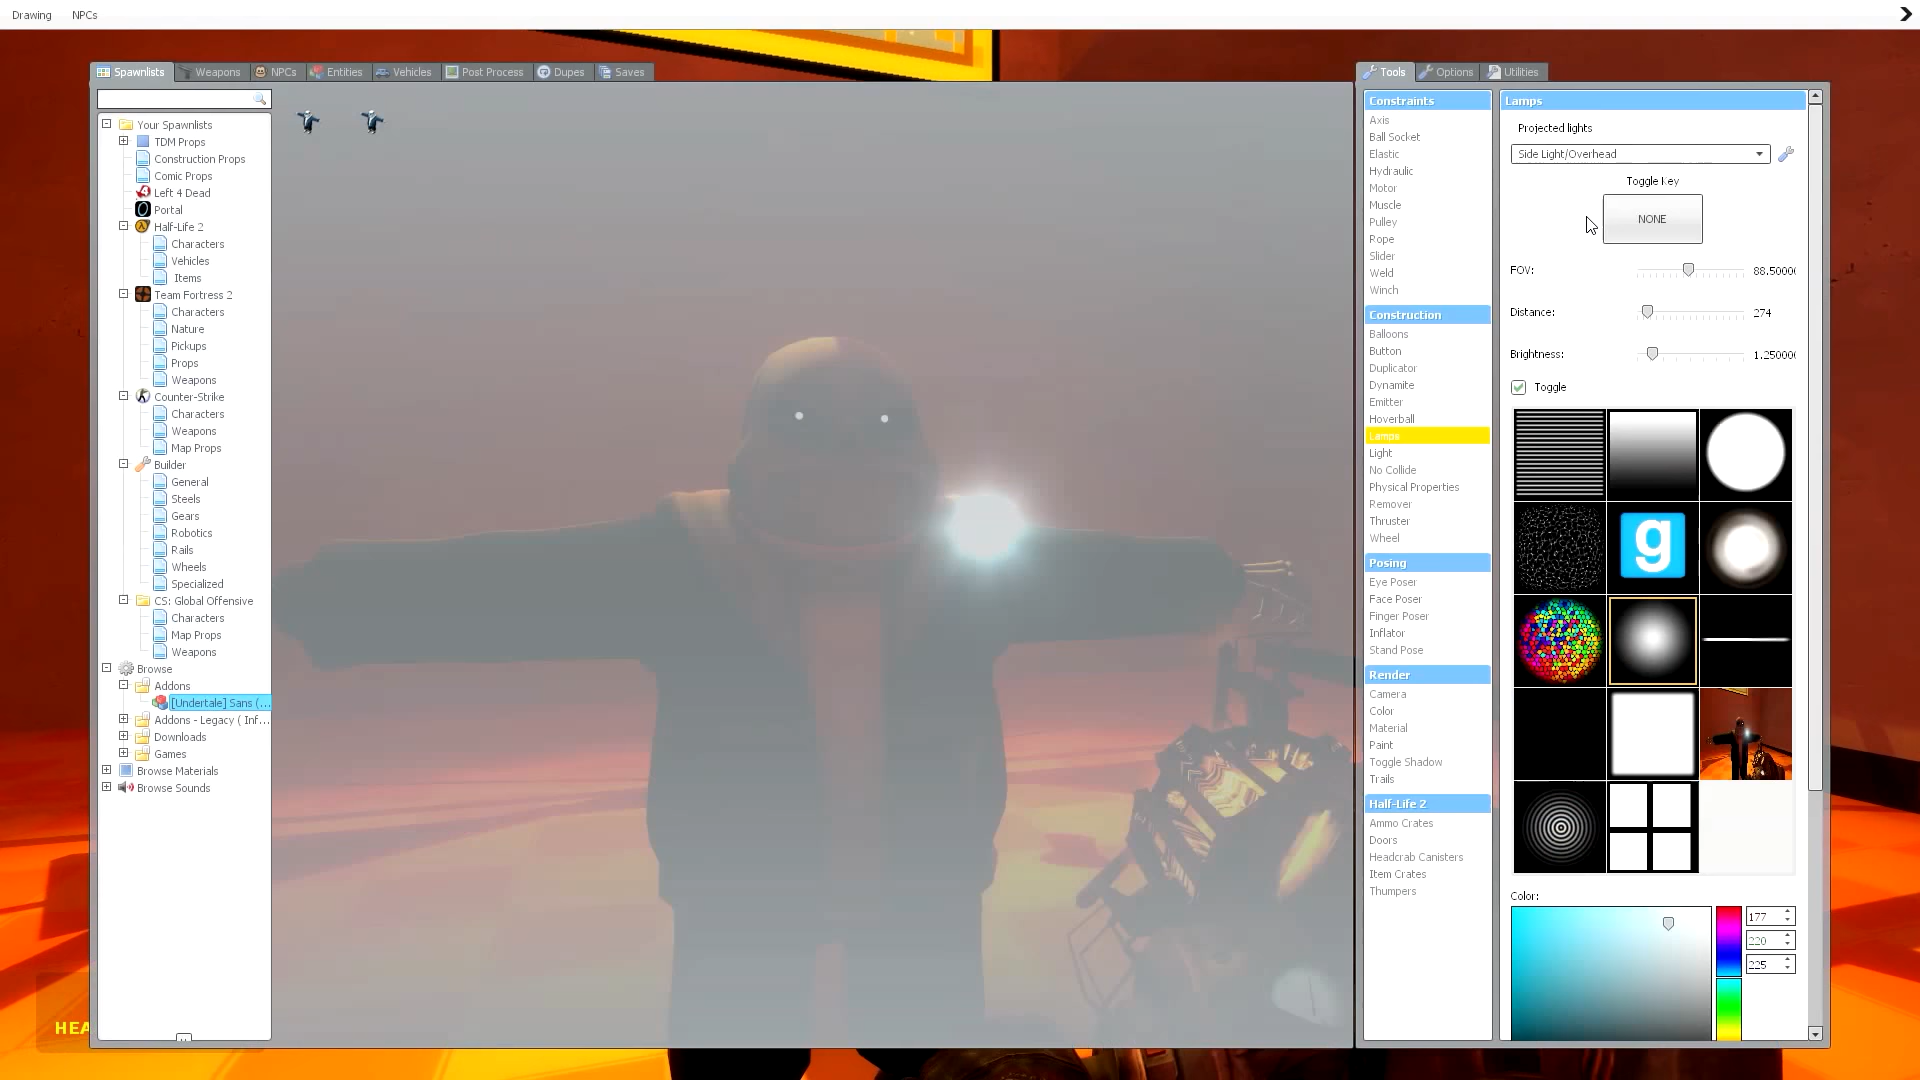 Drawing NPCs
Spawnlists Weapons NPCs Entities Vehicles Post Process Dupes Saves
Your Spawnlists
TDM Props
Construction Props
Comic Props
Left 4 Dead
Portal
Half-Life 2
Characters
Vehicles
Items
Team Fortress 2
Characters
Nature
Pickups
Props
Weapons
Counter-Strike
Characters
Weapons
Map Props
Builder
General
Steels
Gears
Robotics
Rails
Wheels
Specialized
CS: Global Offensive
Characters
Map Props
Weapons
Browse
Addons
[Undertale] Sans (...
Addons - Legacy ( Inf...
Downloads
Games
Browse Materials
Browse Sounds
HEA
Tools Options Utilities
Constraints
Axis
Ball Socket
Elastic
Hydraulic
Motor
Muscle
Pulley
Rope
Slider
Weld
Winch
Construction
Balloons
Button
Duplicator
Dynamite
Emitter
Hoverball
Lamps
Light
No Collide
Physical Properties
Remover
Thruster
Wheel
Posing
Eye Poser
Face Poser
Finger Poser
Inflator
Stand Pose
Render
Camera
Color
Material
Paint
Toggle Shadow
Trails
Half-Life 2
Ammo Crates
Doors
Headcrab Canisters
Item Crates
Thumpers
Lamps
Projected lights
Side Light/Overhead
Toggle Key
NONE
FOV: 88.50000
Distance: 274
Brightness: 1.250000
Toggle
g
Color:
177
220
225